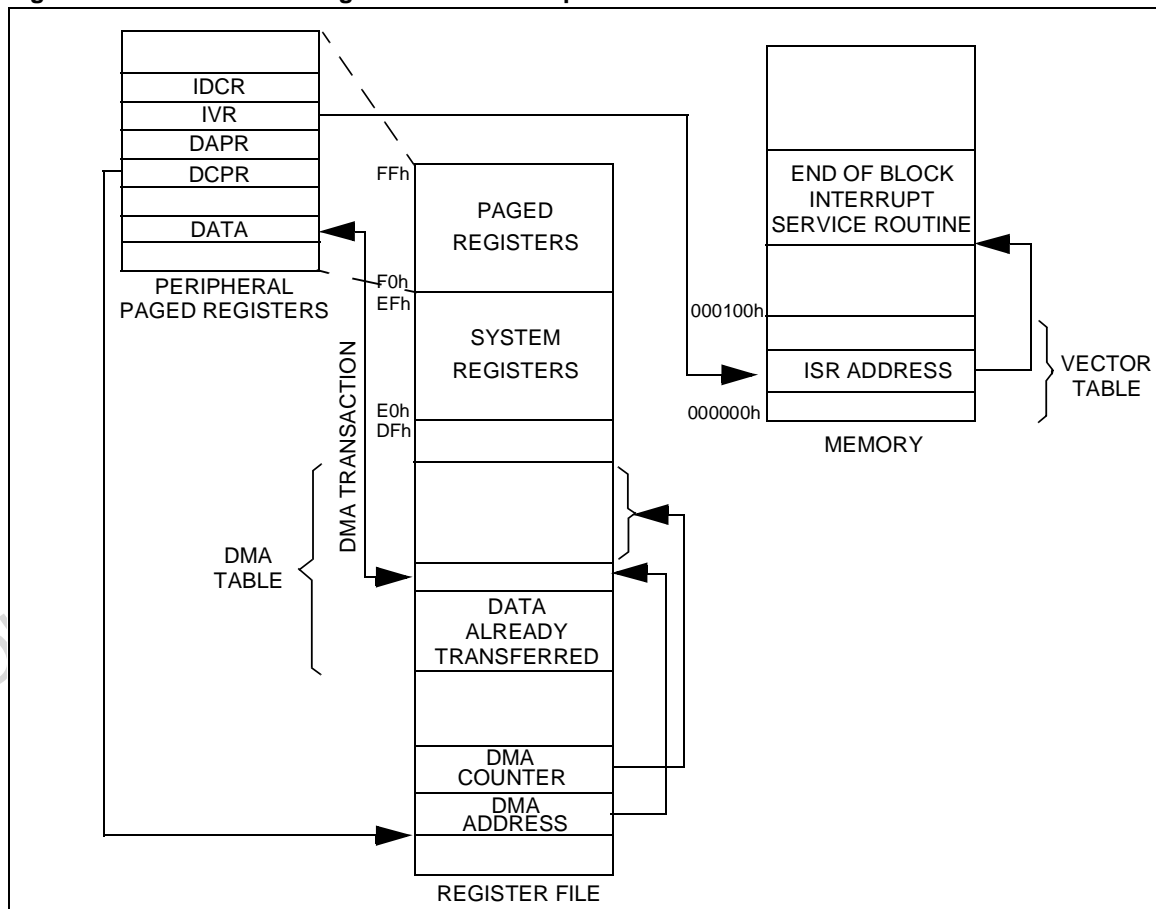 IDCR
IVR
DAPR
DCPR
DATA
PERIPHERAL
PAGED REGISTERS
FFh
PAGED
REGISTERS
F0h
EFh
SYSTEM
REGISTERS
E0h
DFh
DMA TRANSACTION
DMA
TABLE
DATA
ALREADY
TRANSFERRED
DMA
COUNTER
DMA
ADDRESS
REGISTER FILE
END OF BLOCK
INTERRUPT
SERVICE ROUTINE
000100h
ISR ADDRESS
000000h
VECTOR
TABLE
MEMORY